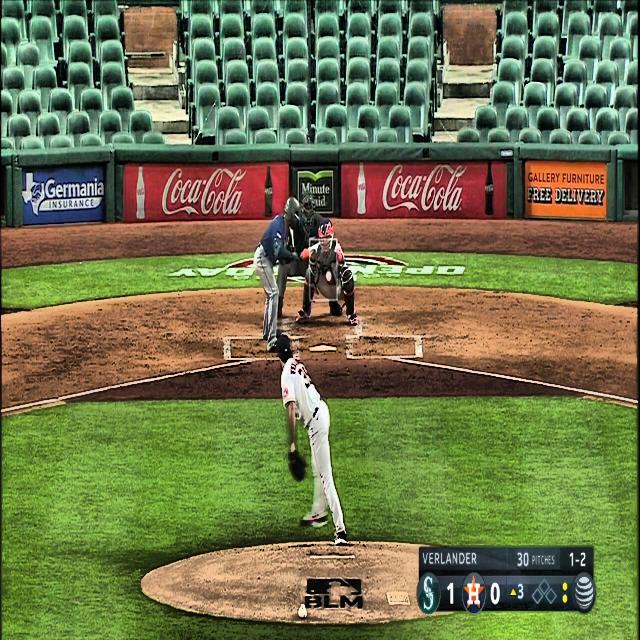 Germania
INSURANCE
Coca-Cola
Minute
Maid
Coca-Cola
GALLERY FURNITURE
FREE DELIVERY
OPENING DAY
BLM
VERLANDER 30 PITCHES 1-2
S 1 H 0 ▲3